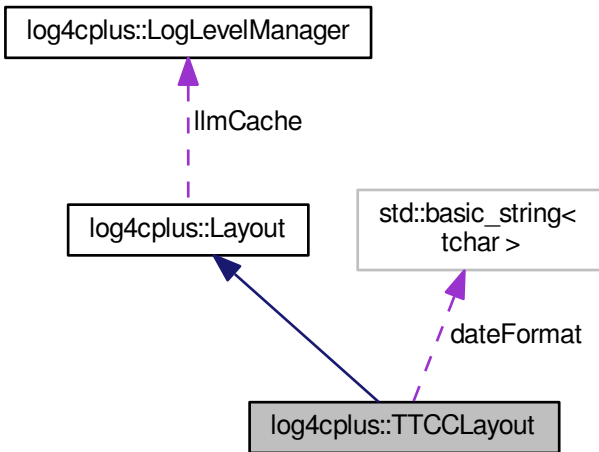 log4cplus::LogLevelManager
llmCache
log4cplus::Layout
std::basic_string<
tchar >
dateFormat
log4cplus::TTCCLayout